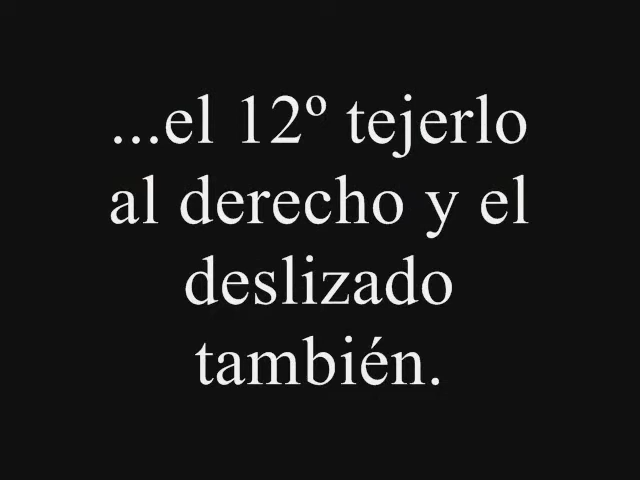 ...el 12º tejerlo
al derecho y el
deslizado
también.